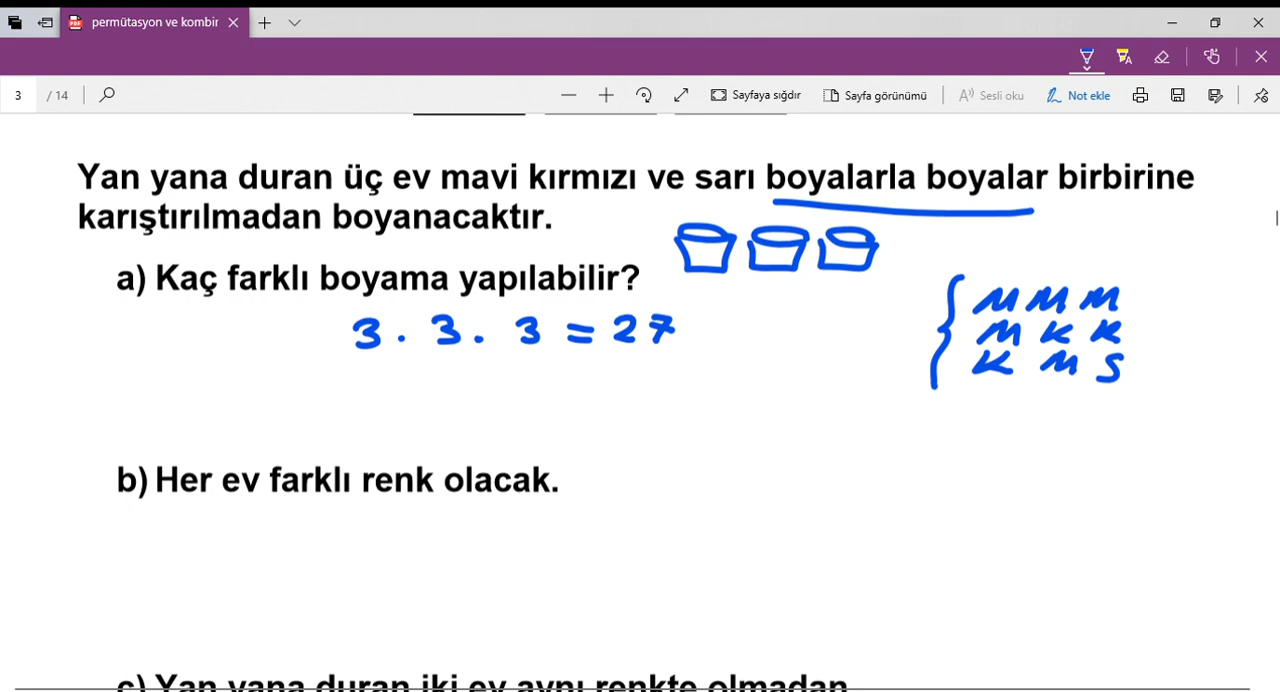 permütasyon ve kombir
3 / 14
Sayfaya sığdır
Sayfa görünümü
Sesli oku
Not ekle
Yan yana duran üç ev mavi kırmızı ve sarı boyalarla boyalar birbirine
karıştırılmadan boyanacaktır.
a) Kaç farklı boyama yapılabilir?
3 . 3 . 3 = 27
M M M
M K K
K M S
b) Her ev farklı renk olacak.
c) Yan yana duran iki ev aynı renkte olmadan